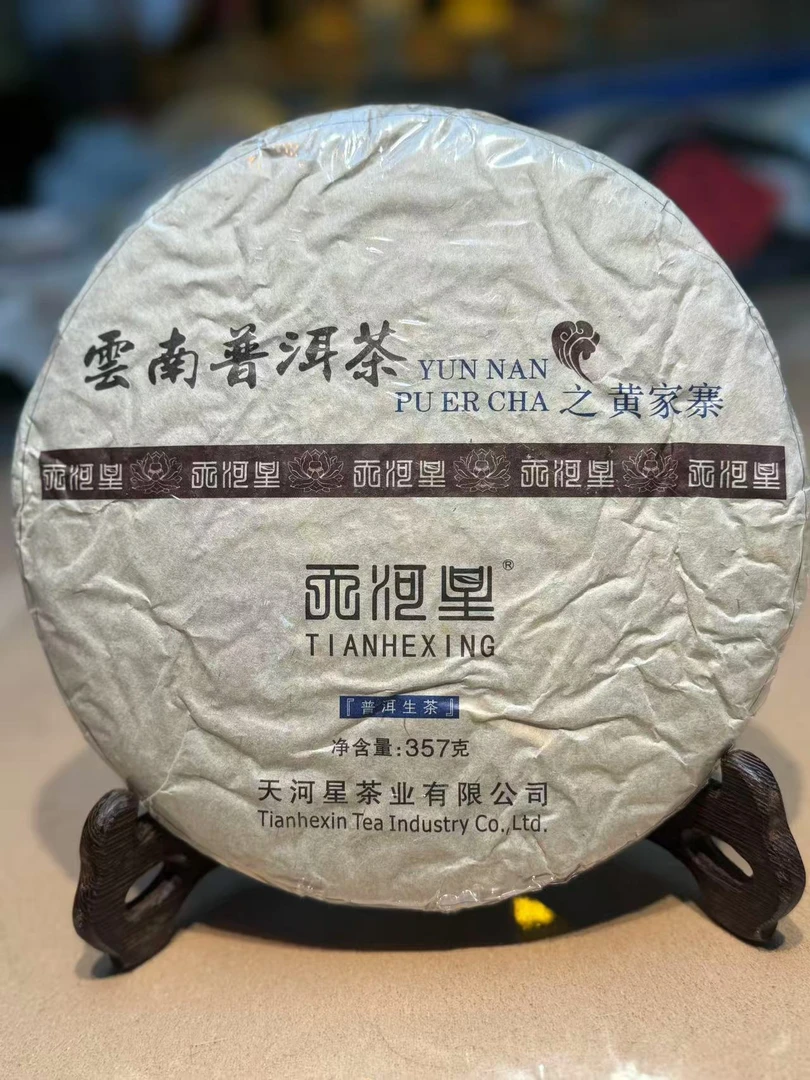 雲南普洱茶 YUN NAN
PU ER CHA 之 黄家寨
天河星 天河星 天河星 天河星 天河星
天河星®
TIANHEXING
『普洱生茶』
净含量:357克
天河星茶业有限公司
Tianhexin Tea Industry Co.,Ltd.